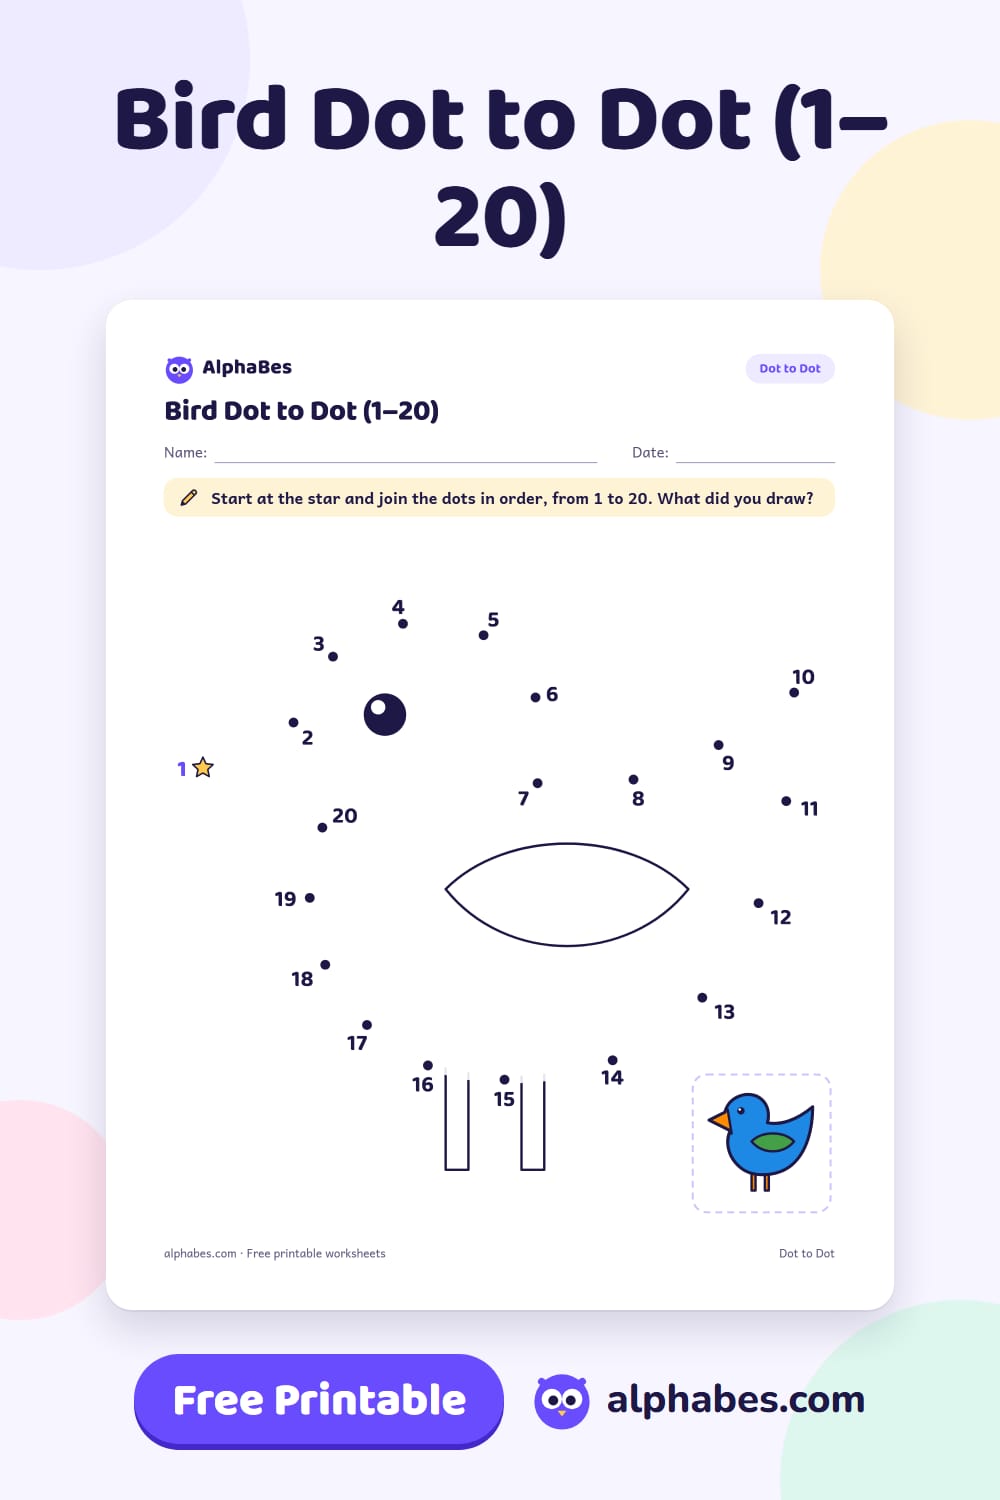 Bird Dot to Dot (1–
20)
AlphaBes
Dot to Dot
Bird Dot to Dot (1–20)
Name:
Date:
Start at the star and join the dots in order, from 1 to 20. What did you draw?
4
5
3
10
6
2
9
1
7
8
11
20
19
12
18
13
17
16
15
14
alphabes.com · Free printable worksheets
Dot to Dot
Free Printable
alphabes.com